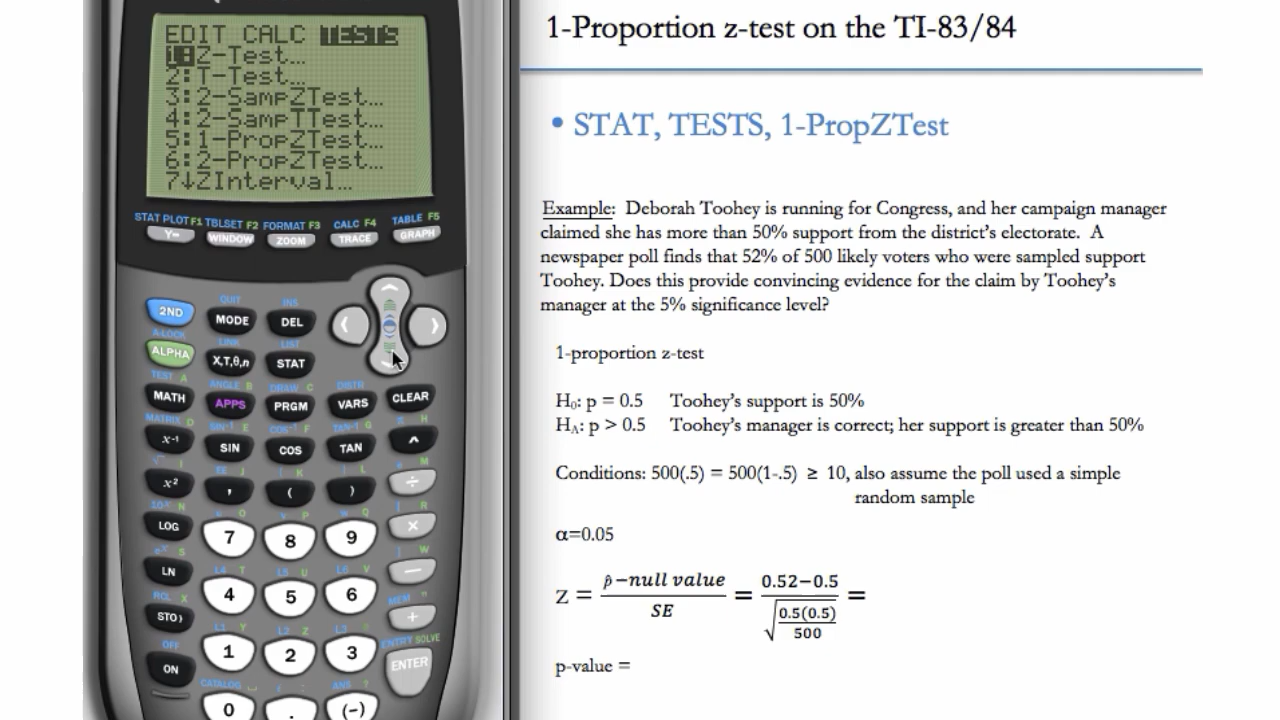 EDIT CALC TESTS
1:Z-Test…
2:T-Test…
3:2-SampZTest…
4:2-SampTTest…
5:1-PropZTest…
6:2-PropZTest…
7↓ZInterval…
STAT PLOT F1 TBLSET F2 FORMAT F3 CALC F4 TABLE F5
Y= WINDOW ZOOM TRACE GRAPH
QUIT INS
2ND MODE DEL
A-LOCK LINK LIST
ALPHA X,T,θ,n STAT
TEST A ANGLE B DRAW C DISTR
MATH APPS PRGM VARS CLEAR
MATRIX D SIN⁻¹ E COS⁻¹ F TAN⁻¹ G H
x⁻¹ SIN COS TAN ^
√ I EE J { K } L M
x² , ( ) ÷
10ˣ N O P Q R
LOG 7 8 9 ×
eˣ S L4 T L5 U L6 V W
LN 4 5 6 −
RCL X L1 Y L2 Z L3 MEM "
STO⟩ 1 2 3 +
OFF ENTRY SOLVE
ON ENTER
CATALOG i : ANS ?
0 . (-)
1-Proportion z-test on the TI-83/84
• STAT, TESTS, 1-PropZTest
Example: Deborah Toohey is running for Congress, and her campaign manager
claimed she has more than 50% support from the district's electorate. A
newspaper poll finds that 52% of 500 likely voters who were sampled support
Toohey. Does this provide convincing evidence for the claim by Toohey's
manager at the 5% significance level?
1-proportion z-test
H₀: p = 0.5 Toohey's support is 50%
Hₐ: p > 0.5 Toohey's manager is correct; her support is greater than 50%
Conditions: 500(.5) = 500(1-.5) ≥ 10, also assume the poll used a simple
random sample
α=0.05
Z = (p̂−null value)/SE = (0.52−0.5)/√(0.5(0.5)/500) =
p-value =